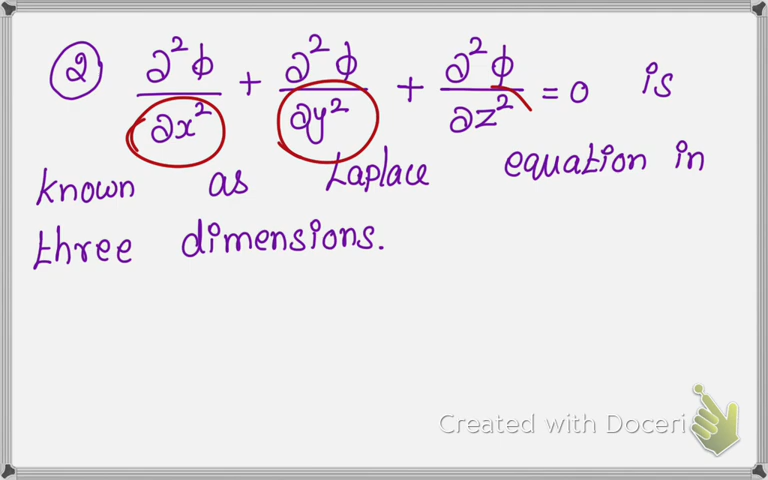 ② ∂²ϕ/∂x² + ∂²ϕ/∂y² + ∂²ϕ/∂z² = 0 is
known as Laplace equation in
three dimensions.
Created with Doceri